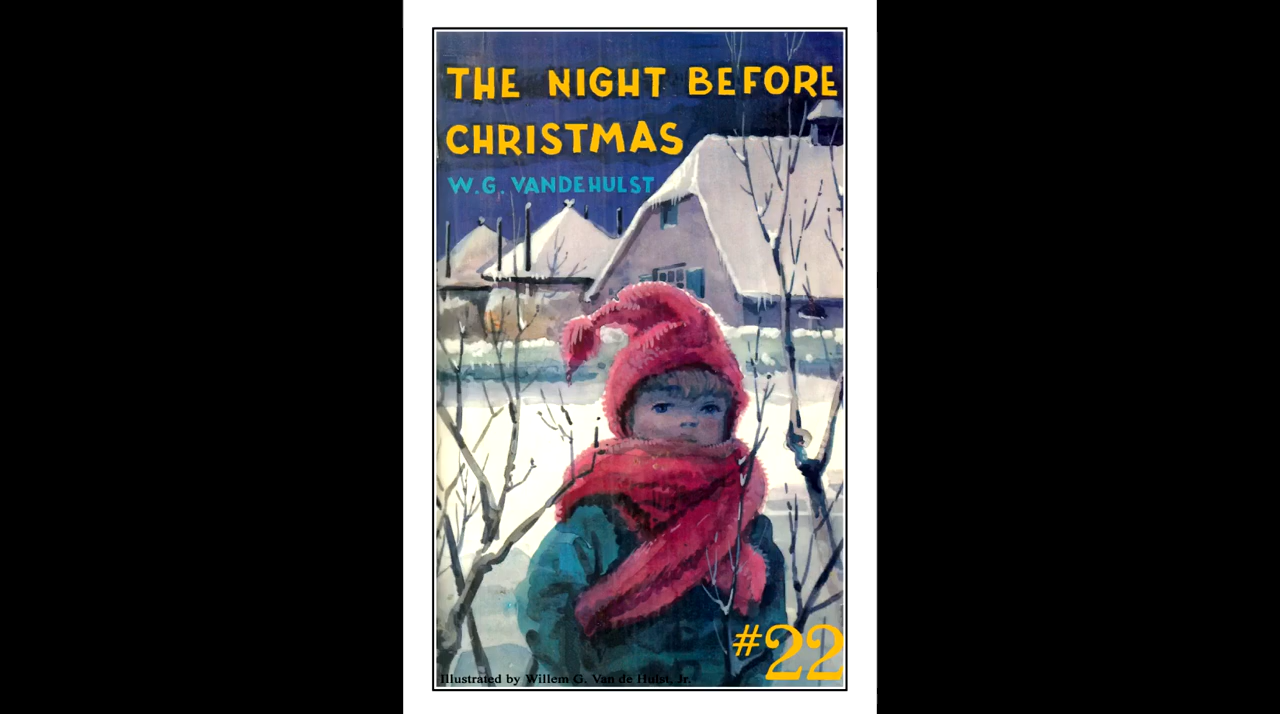 THE NIGHT BEFORE
CHRISTMAS
W.G. VANDEHULST
#22
Illustrated by Willem G. Van de Hulst, Jr.